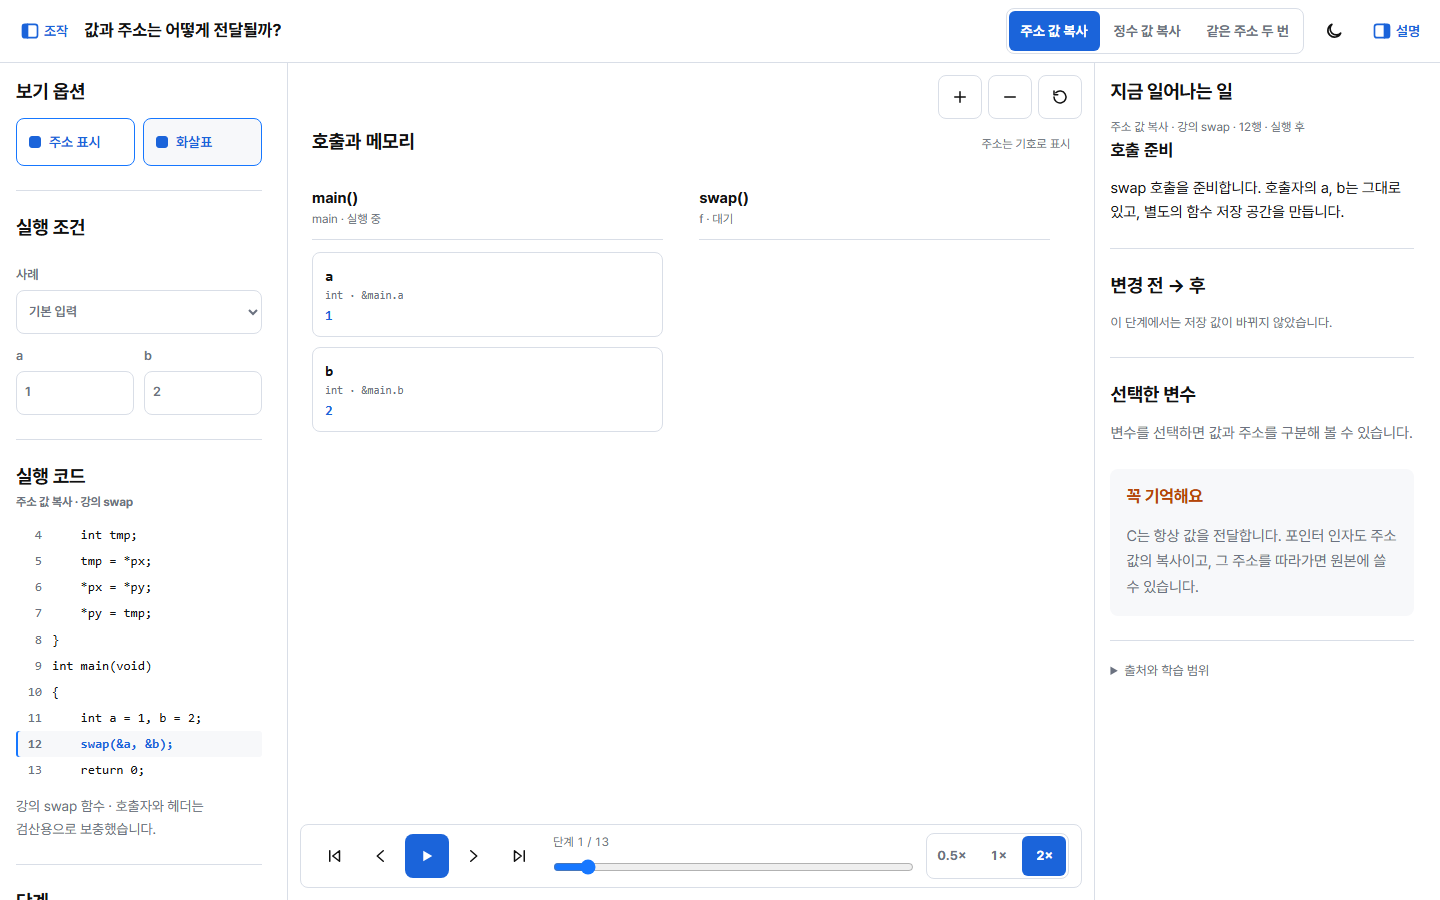 조작
값과 주소는 어떻게 전달될까?
주소 값 복사
정수 값 복사
같은 주소 두 번
설명
보기 옵션
주소 표시
화살표
실행 조건
사례
기본 입력
a
b
1
2
실행 코드
주소 값 복사 · 강의 swap
4 int tmp;
5 tmp = *px;
6 *px = *py;
7 *py = tmp;
8 }
9 int main(void)
10 {
11 int a = 1, b = 2;
12 swap(&a, &b);
13 return 0;
강의 swap 함수 · 호출자와 헤더는
검산용으로 보충했습니다.
호출과 메모리
주소는 기호로 표시
main()
main · 실행 중
swap()
f · 대기
a
int · &main.a
1
b
int · &main.b
2
단계 1 / 13
0.5×
1×
2×
지금 일어나는 일
주소 값 복사 · 강의 swap · 12행 · 실행 후
호출 준비
swap 호출을 준비합니다. 호출자의 a, b는 그대로
있고, 별도의 함수 저장 공간을 만듭니다.
변경 전 → 후
이 단계에서는 저장 값이 바뀌지 않았습니다.
선택한 변수
변수를 선택하면 값과 주소를 구분해 볼 수 있습니다.
꼭 기억해요
C는 항상 값을 전달합니다. 포인터 인자도 주소
값의 복사이고, 그 주소를 따라가면 원본에 쓸
수 있습니다.
▶ 출처와 학습 범위